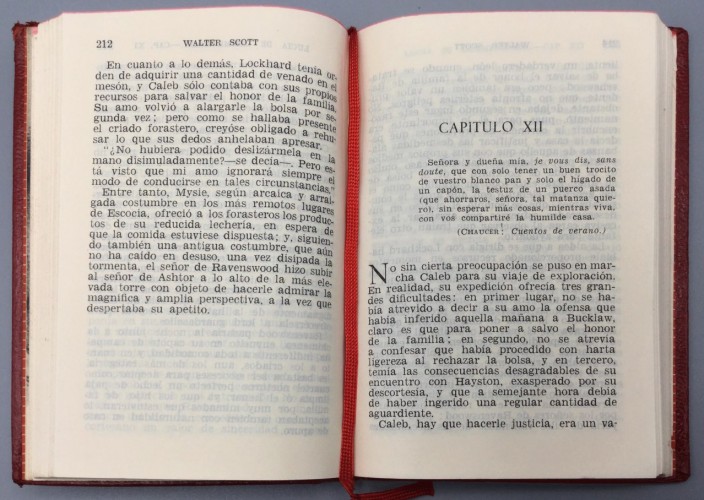 212 WALTER SCOTT
En cuanto a lo demás, Lockhard tenía or-
den de adquirir una cantidad de venado en el
mesón, y Caleb sólo contaba con sus propios
recursos para salvar el honor de la familia.
Su amo volvió a alargarle la bolsa por se-
gunda vez; pero como se hallaba presente
el criado forastero, creyóse obligado a rehu-
sar lo que sus dedos anhelaban apresar.
"¿No hubiera podido deslizármela en la
mano disimuladamente?—se decía—. Pero es-
tá visto que mi amo ignorará siempre el
modo de conducirse en tales circunstancias."
Entre tanto, Mysie, según arcaica y arrai-
gada costumbre en los más remotos lugares
de Escocia, ofreció a los forasteros los produc-
tos de su reducida lechería, en espera de
que la comida estuviese dispuesta; y, siguien-
do también una antigua costumbre, que aún
no ha caído en desuso, una vez disipada la
tormenta, el señor de Ravenswood hizo subir
al señor de Ashtor a lo alto de la más ele-
vada torre con objeto de hacerle admirar la
magnífica y amplia perspectiva, a la vez que
despertaba su apetito.
CAPITULO XII
Señora y dueña mía, je vous dis, sans
doute, que con solo tener un buen trocito
de vuestro blanco pan y solo el hígado de
un capón, la testuz de un puerco asada
(que ahorraros, señora, tal matanza quie-
ro), sin esperar más cosas, mientras viva,
con vos compartiré la humilde casa.
(CHAUCER: Cuentos de verano.)
No sin cierta preocupación se puso en mar-
cha Caleb para su viaje de exploración.
En realidad, su expedición ofrecía tres gran-
des dificultades: en primer lugar, no se ha-
bía atrevido a decir a su amo la ofensa que
había inferido aquella mañana a Bucklaw,
claro es que para poner a salvo el honor
de la familia; en segundo, no se atrevía
a confesar que había procedido con harta
ligereza al rechazar la bolsa, y en tercero,
temía las consecuencias desagradables de su
encuentro con Hayston, exasperado por su
descortesía, y que a semejante hora debía
de haber ingerido una regular cantidad de
aguardiente.
Caleb, hay que hacerle justicia, era un va-